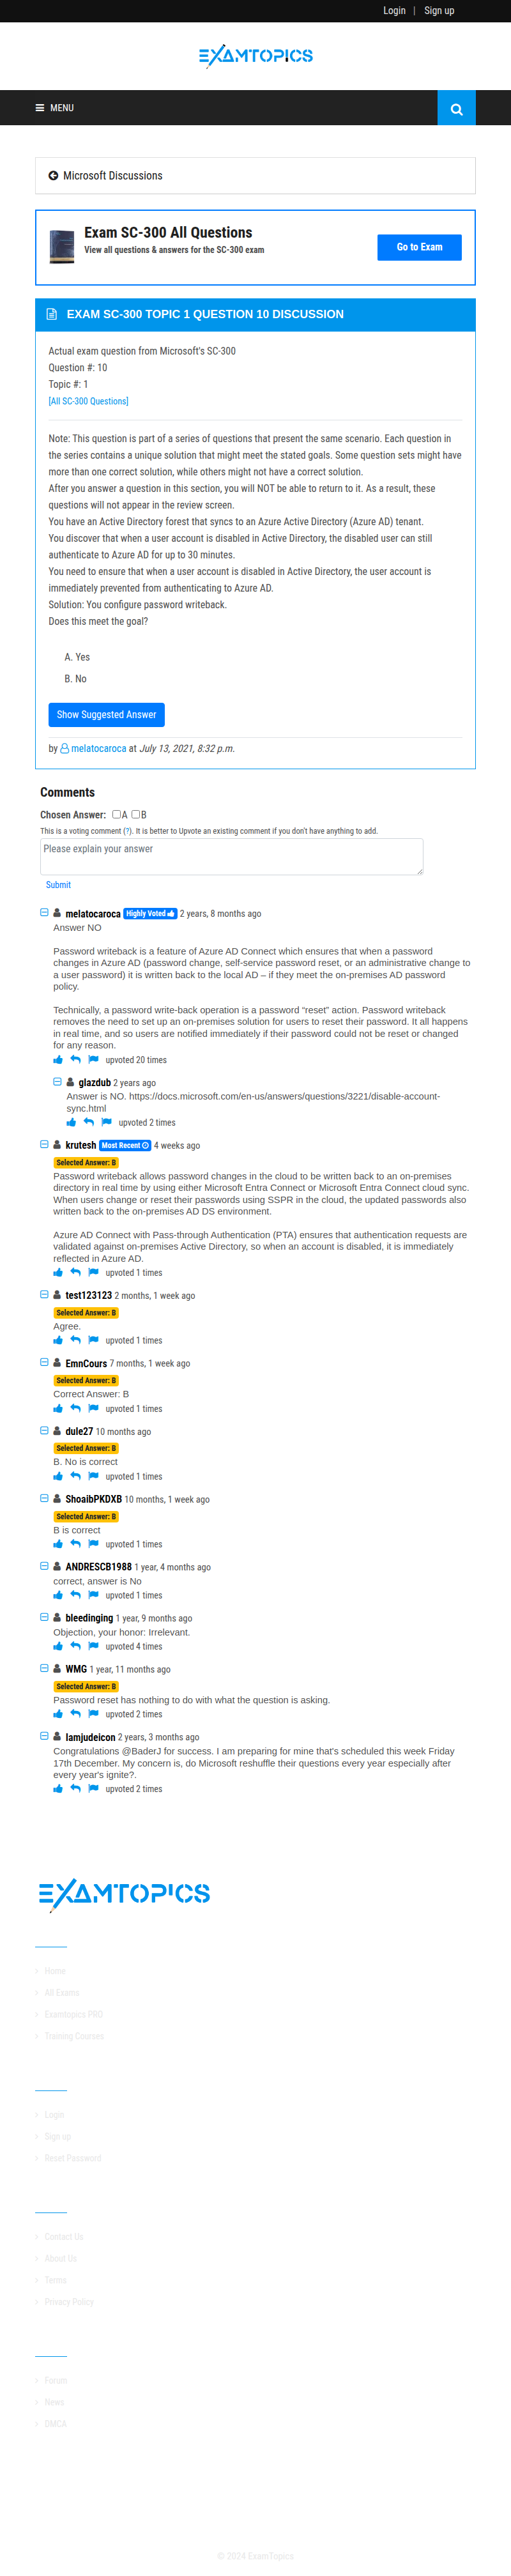 Login | Sign up
EXAMTOPICS
MENU
Microsoft Discussions
Exam SC-300 All Questions
View all questions & answers for the SC-300 exam
Go to Exam
EXAM SC-300 TOPIC 1 QUESTION 10 DISCUSSION
Actual exam question from Microsoft's SC-300
Question #: 10
Topic #: 1
[All SC-300 Questions]
Note: This question is part of a series of questions that present the same scenario. Each question in
the series contains a unique solution that might meet the stated goals. Some question sets might have
more than one correct solution, while others might not have a correct solution.
After you answer a question in this section, you will NOT be able to return to it. As a result, these
questions will not appear in the review screen.
You have an Active Directory forest that syncs to an Azure Active Directory (Azure AD) tenant.
You discover that when a user account is disabled in Active Directory, the disabled user can still
authenticate to Azure AD for up to 30 minutes.
You need to ensure that when a user account is disabled in Active Directory, the user account is
immediately prevented from authenticating to Azure AD.
Solution: You configure password writeback.
Does this meet the goal?
A. Yes
B. No
Show Suggested Answer
by melatocaroca at July 13, 2021, 8:32 p.m.
Comments
Chosen Answer: A B
This is a voting comment (?). It is better to Upvote an existing comment if you don't have anything to add.
Please explain your answer
Submit
melatocaroca Highly Voted 2 years, 8 months ago
Answer NO
Password writeback is a feature of Azure AD Connect which ensures that when a password
changes in Azure AD (password change, self-service password reset, or an administrative change to
a user password) it is written back to the local AD – if they meet the on-premises AD password
policy.
Technically, a password write-back operation is a password “reset” action. Password writeback
removes the need to set up an on-premises solution for users to reset their password. It all happens
in real time, and so users are notified immediately if their password could not be reset or changed
for any reason.
upvoted 20 times
glazdub 2 years ago
Answer is NO. https://docs.microsoft.com/en-us/answers/questions/3221/disable-account-
sync.html
upvoted 2 times
krutesh Most Recent 4 weeks ago
Selected Answer: B
Password writeback allows password changes in the cloud to be written back to an on-premises
directory in real time by using either Microsoft Entra Connect or Microsoft Entra Connect cloud sync.
When users change or reset their passwords using SSPR in the cloud, the updated passwords also
written back to the on-premises AD DS environment.
Azure AD Connect with Pass-through Authentication (PTA) ensures that authentication requests are
validated against on-premises Active Directory, so when an account is disabled, it is immediately
reflected in Azure AD.
upvoted 1 times
test123123 2 months, 1 week ago
Selected Answer: B
Agree.
upvoted 1 times
EmnCours 7 months, 1 week ago
Selected Answer: B
Correct Answer: B
upvoted 1 times
dule27 10 months ago
Selected Answer: B
B. No is correct
upvoted 1 times
ShoaibPKDXB 10 months, 1 week ago
Selected Answer: B
B is correct
upvoted 1 times
ANDRESCB1988 1 year, 4 months ago
correct, answer is No
upvoted 1 times
bleedinging 1 year, 9 months ago
Objection, your honor: Irrelevant.
upvoted 4 times
WMG 1 year, 11 months ago
Selected Answer: B
Password reset has nothing to do with what the question is asking.
upvoted 2 times
Iamjudeicon 2 years, 3 months ago
Congratulations @BaderJ for success. I am preparing for mine that's scheduled this week Friday
17th December. My concern is, do Microsoft reshuffle their questions every year especially after
every year's ignite?.
upvoted 2 times
EXAMTOPICS
Home
All Exams
Examtopics PRO
Training Courses
Login
Sign up
Reset Password
Contact Us
About Us
Terms
Privacy Policy
Forum
News
DMCA
© 2024 ExamTopics